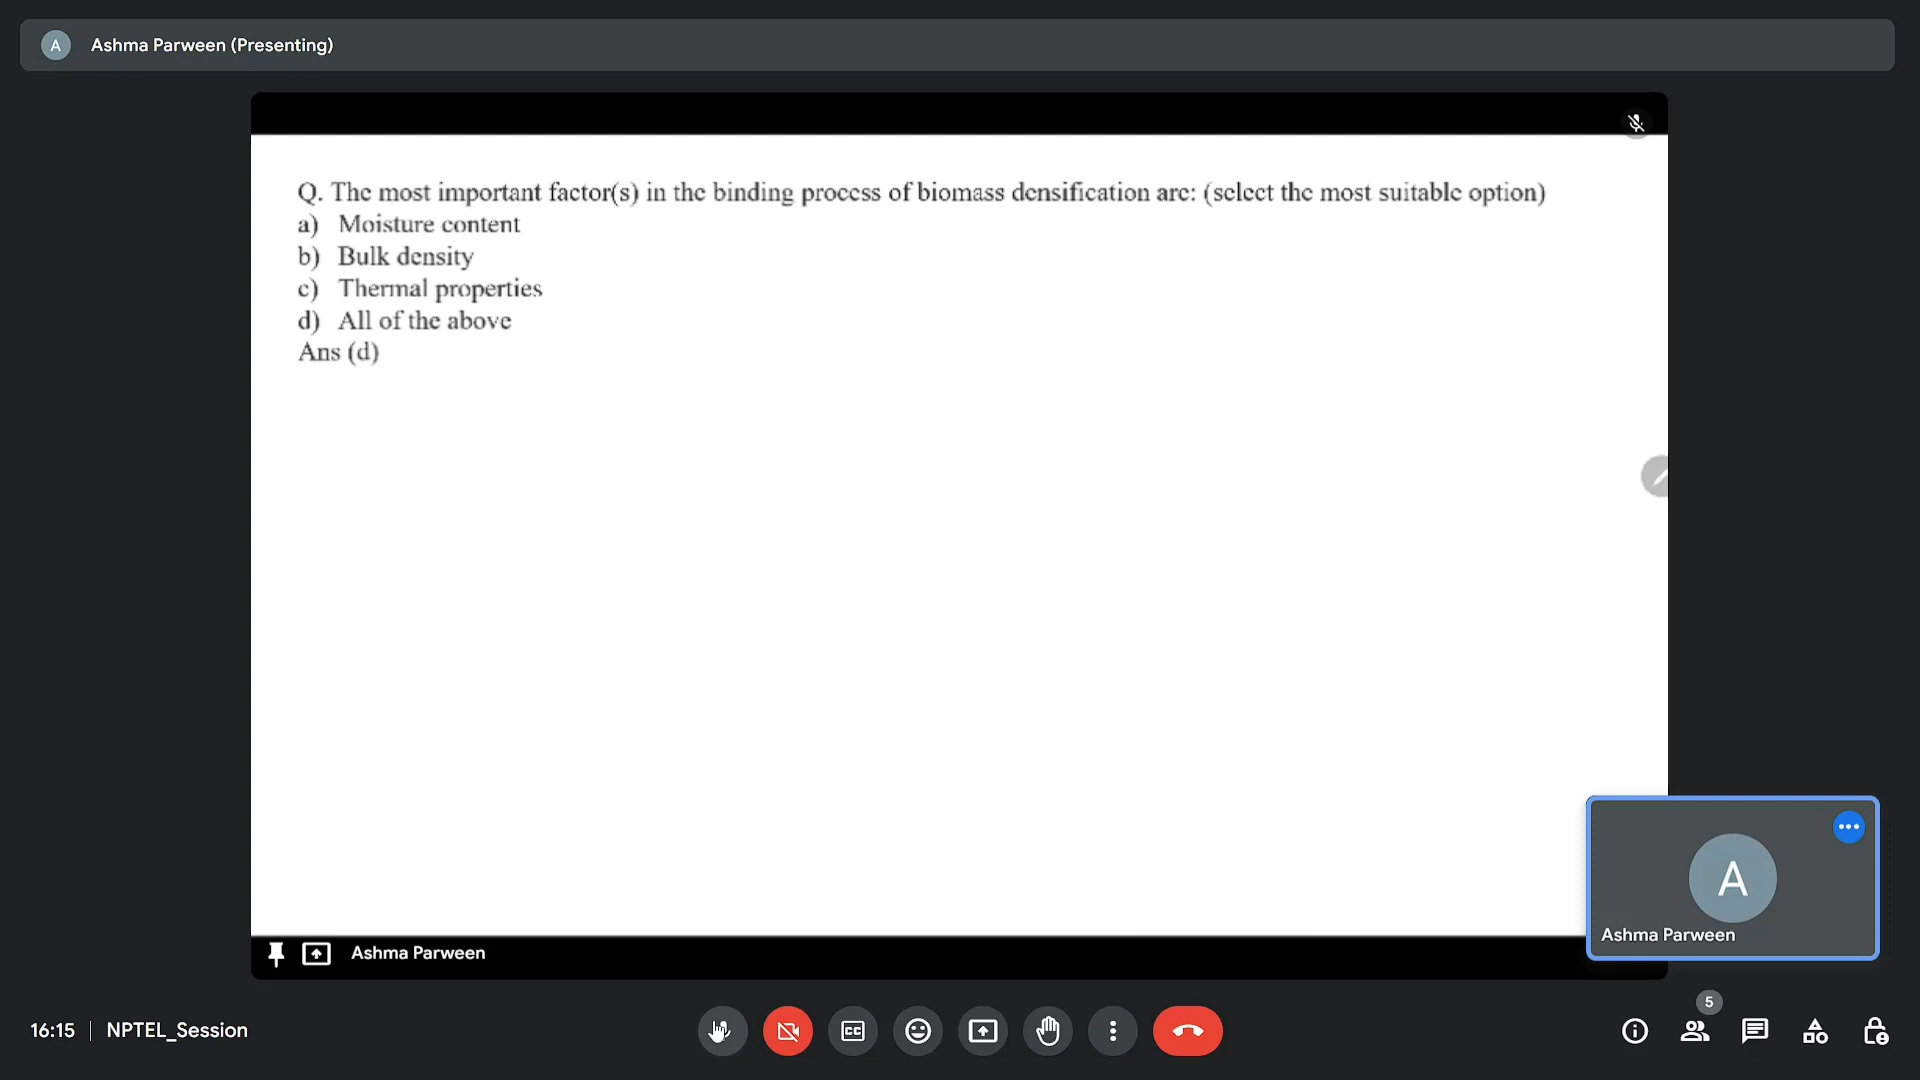 A Ashma Parween (Presenting)
Q. The most important factor(s) in the binding process of biomass densification are: (select the most suitable option)
a) Moisture content
b) Bulk density
c) Thermal properties
d) All of the above
Ans (d)
A
Ashma Parween
Ashma Parween
5
16:15 | NPTEL_Session
CC